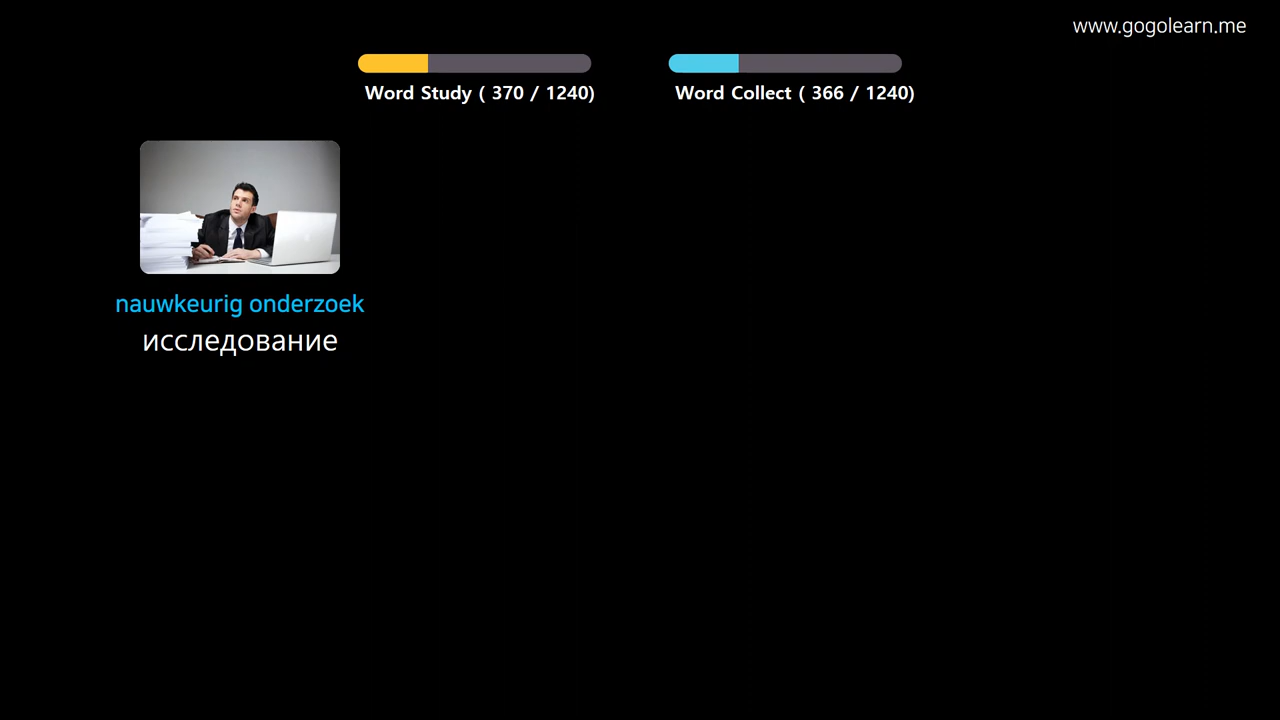 www.gogolearn.me
Word Study ( 370 / 1240)
Word Collect ( 366 / 1240)
nauwkeurig onderzoek
исследование